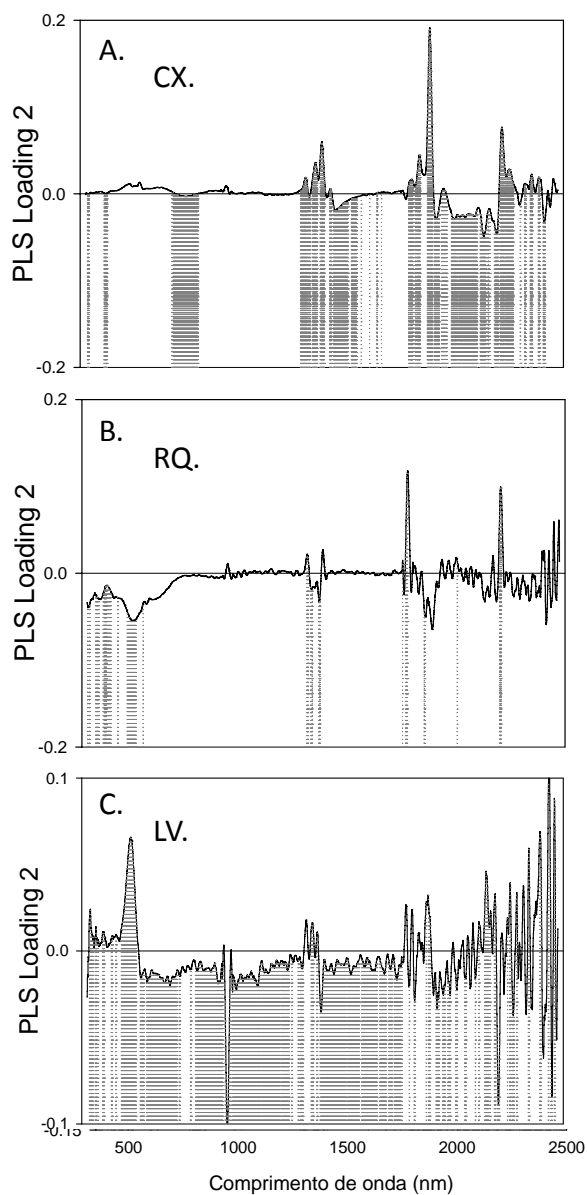 0.2
A.
CX.
PLS Loading 2
0.0
-0.2
0.2
B.
RQ.
PLS Loading 2
0.0
-0.2
0.1
C.
LV.
PLS Loading 2
0.0
-0.1
500 1000 1500 2000 2500
Comprimento de onda (nm)